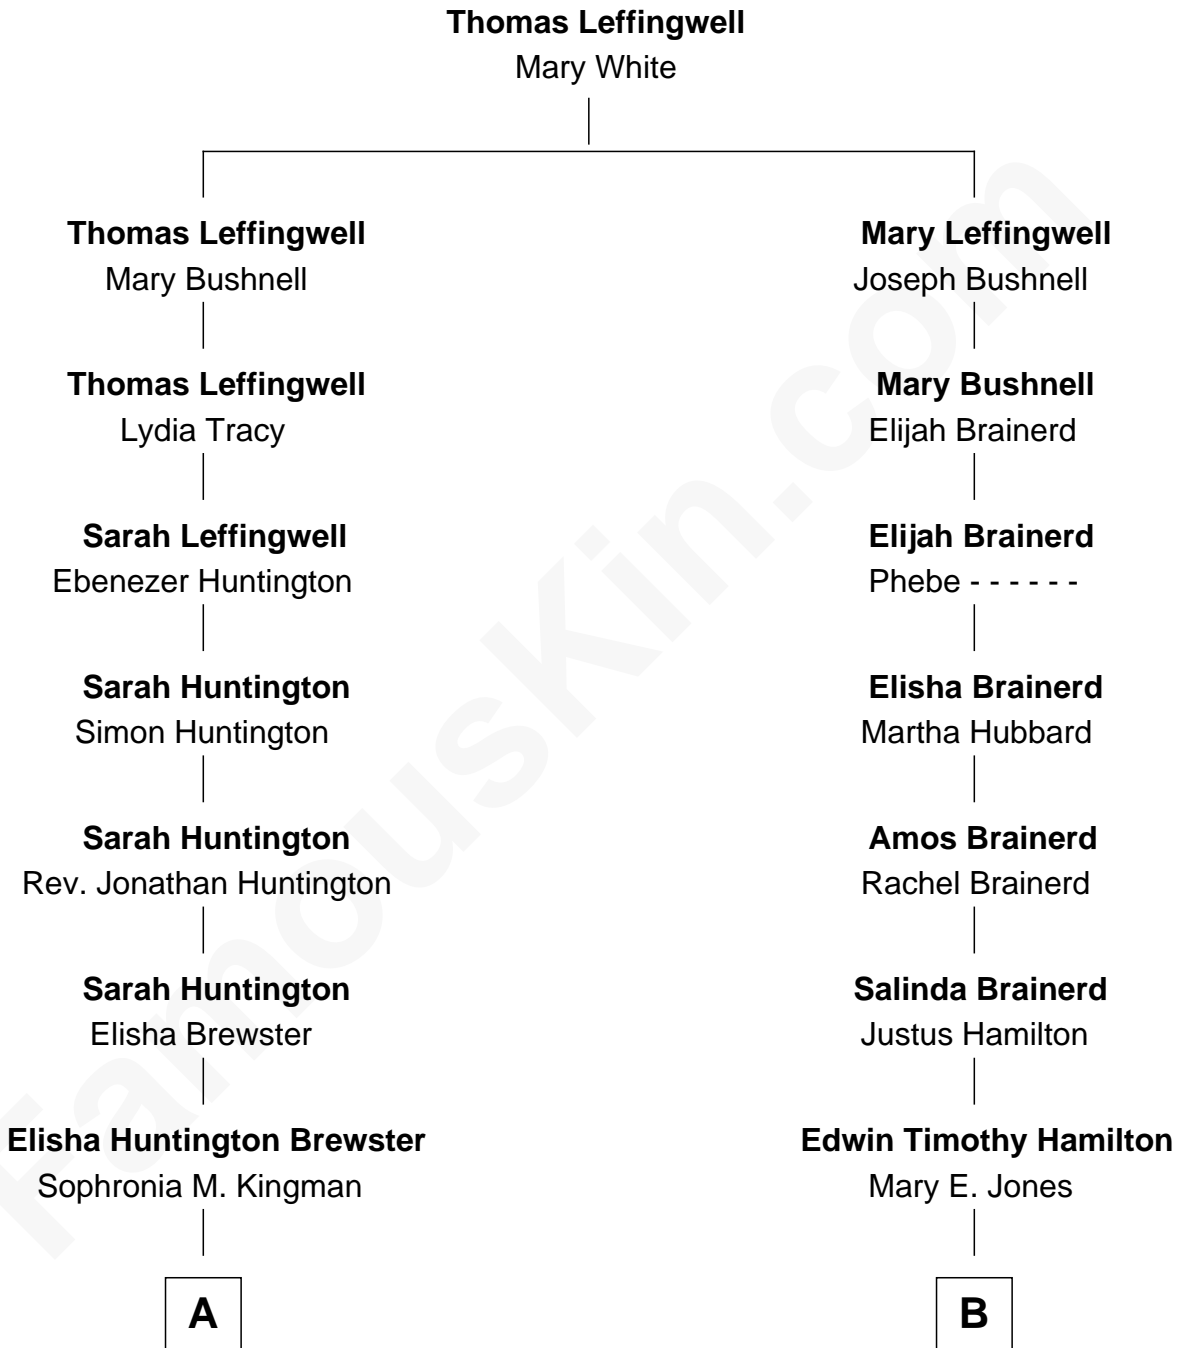 Thomas Leffingwell
Mary White
Thomas Leffingwell
Mary Bushnell
Mary Leffingwell
Joseph Bushnell
Thomas Leffingwell
Lydia Tracy
Mary Bushnell
Elijah Brainerd
Sarah Leffingwell
Ebenezer Huntington
Elijah Brainerd
Phebe - - - - - -
Sarah Huntington
Simon Huntington
Elisha Brainerd
Martha Hubbard
Sarah Huntington
Rev. Jonathan Huntington
Amos Brainerd
Rachel Brainerd
Sarah Huntington
Elisha Brewster
Salinda Brainerd
Justus Hamilton
Elisha Huntington Brewster
Sophronia M. Kingman
Edwin Timothy Hamilton
Mary E. Jones
A
B
FamousKin.com